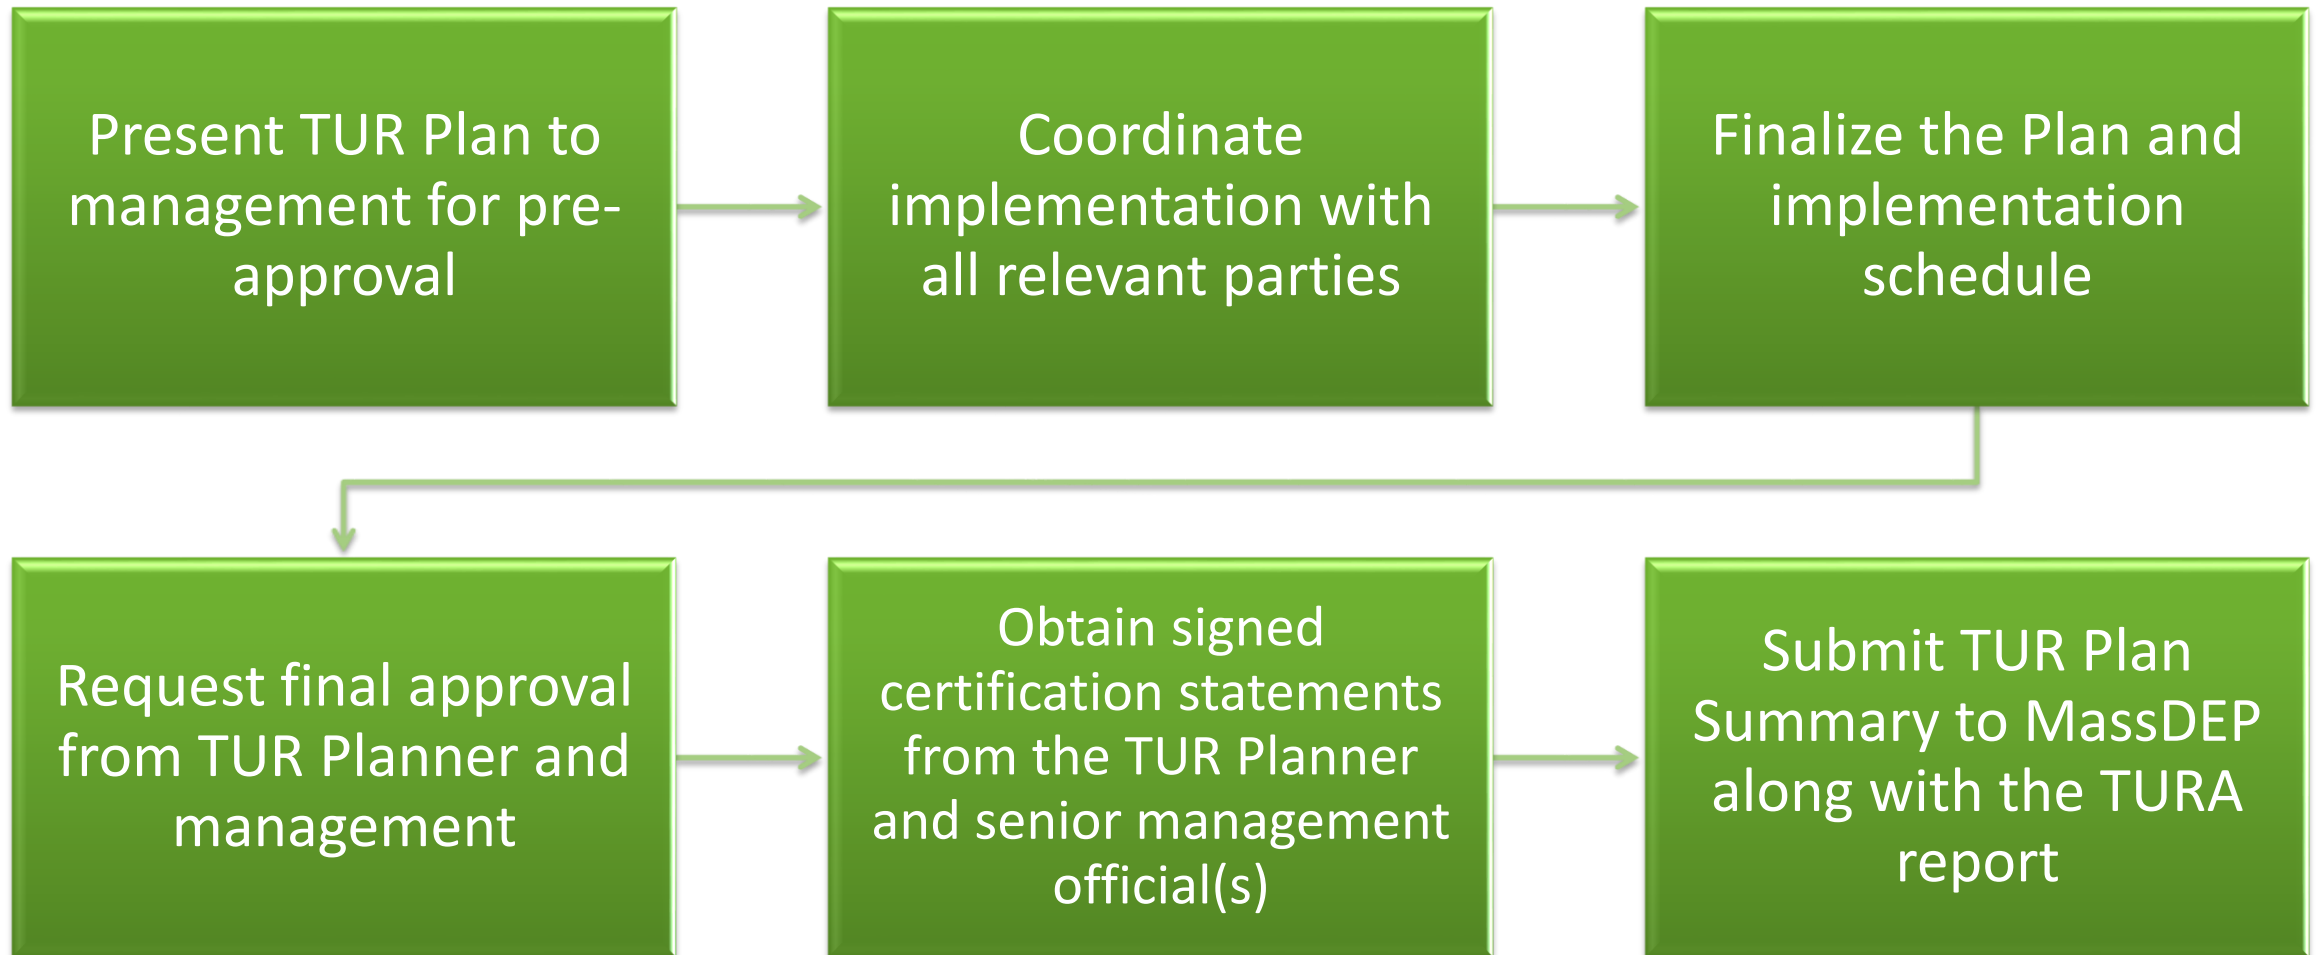 Present TUR Plan to
management for pre-
approval
Coordinate
implementation with
all relevant parties
Finalize the Plan and
implementation
schedule
Request final approval
from TUR Planner and
management
Obtain signed
certification statements
from the TUR Planner
and senior management
official(s)
Submit TUR Plan
Summary to MassDEP
along with the TURA
report